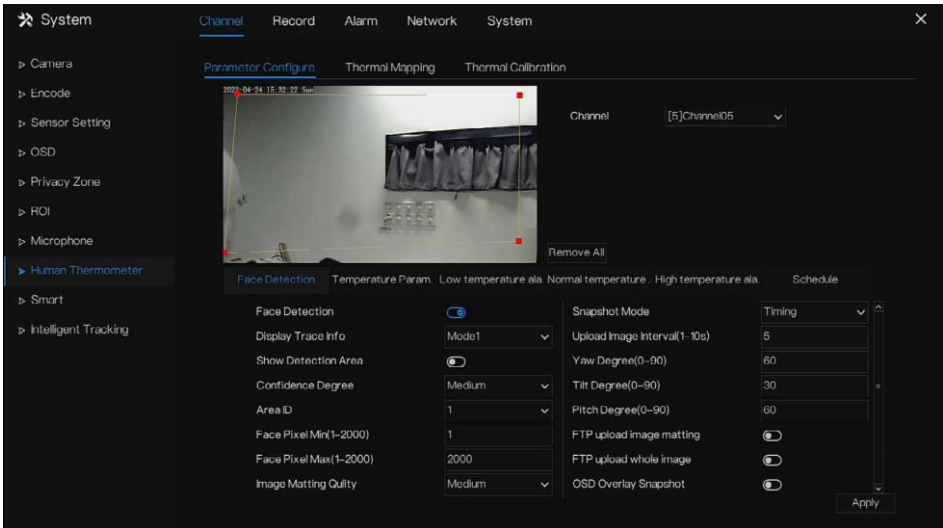 System
Channel Record Alarm Network System
Camera
Encode
Sensor Setting
OSD
Privacy Zone
ROI
Microphone
Human Thermometer
Smart
Intelligent Tracking
Parameter Configure Thermal Mapping Thermal Calibration
2022-04-24 15:32:22 Sun
Channel [5]Channel05
Remove All
Face Detection Temperature Param. Low temperature ala. Normal temperature . High temperature ala. Schedule
Face Detection
Display Trace Info Mode1
Show Detection Area
Confidence Degree Medium
Area ID 1
Face Pixel Min(1-2000) 1
Face Pixel Max(1-2000) 2000
Image Matting Qulity Medium
Snapshot Mode Timing
Upload Image Interval(1-10s) 5
Yaw Degree(0-90) 60
Tilt Degree(0-90) 30
Pitch Degree(0-90) 60
FTP upload image matting
FTP upload whole image
OSD Overlay Snapshot
Apply